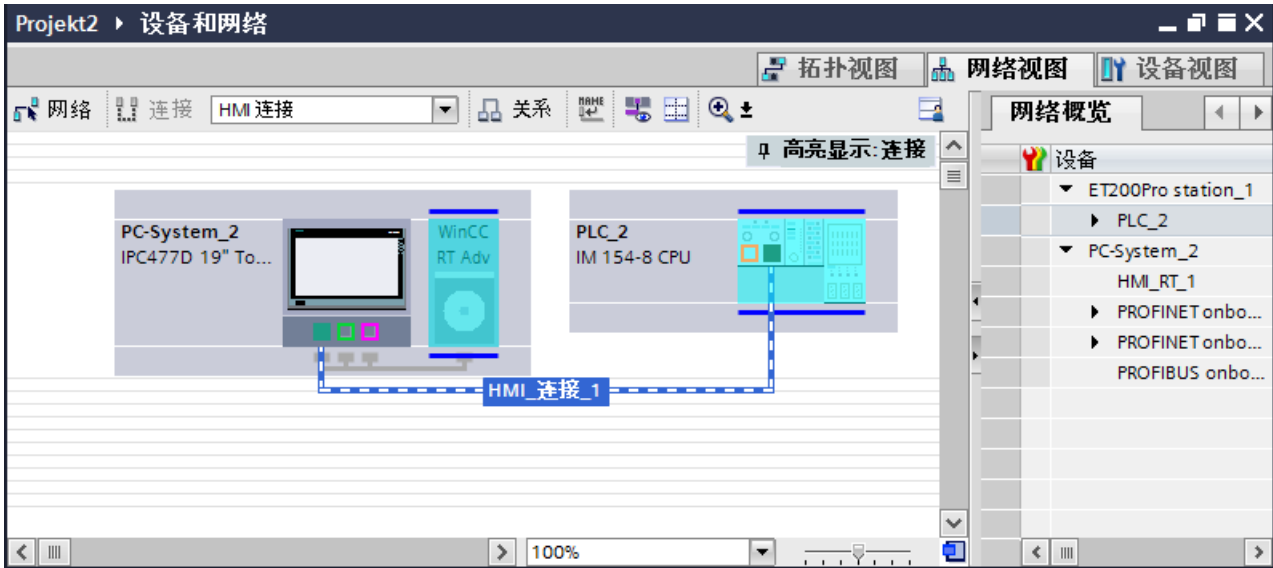 Projekt2 ▸ 设备和网络
拓扑视图 网络视图 设备视图
网络 连接 HMI 连接 关系
NAME
高亮显示:连接
PC-System_2
IPC477D 19" To...
WinCC
RT Adv
PLC_2
IM 154-8 CPU
HMI_连接_1
100%
网络概览
设备
ET200Pro station_1
PLC_2
PC-System_2
HMI_RT_1
PROFINET onbo...
PROFINET onbo...
PROFIBUS onbo...